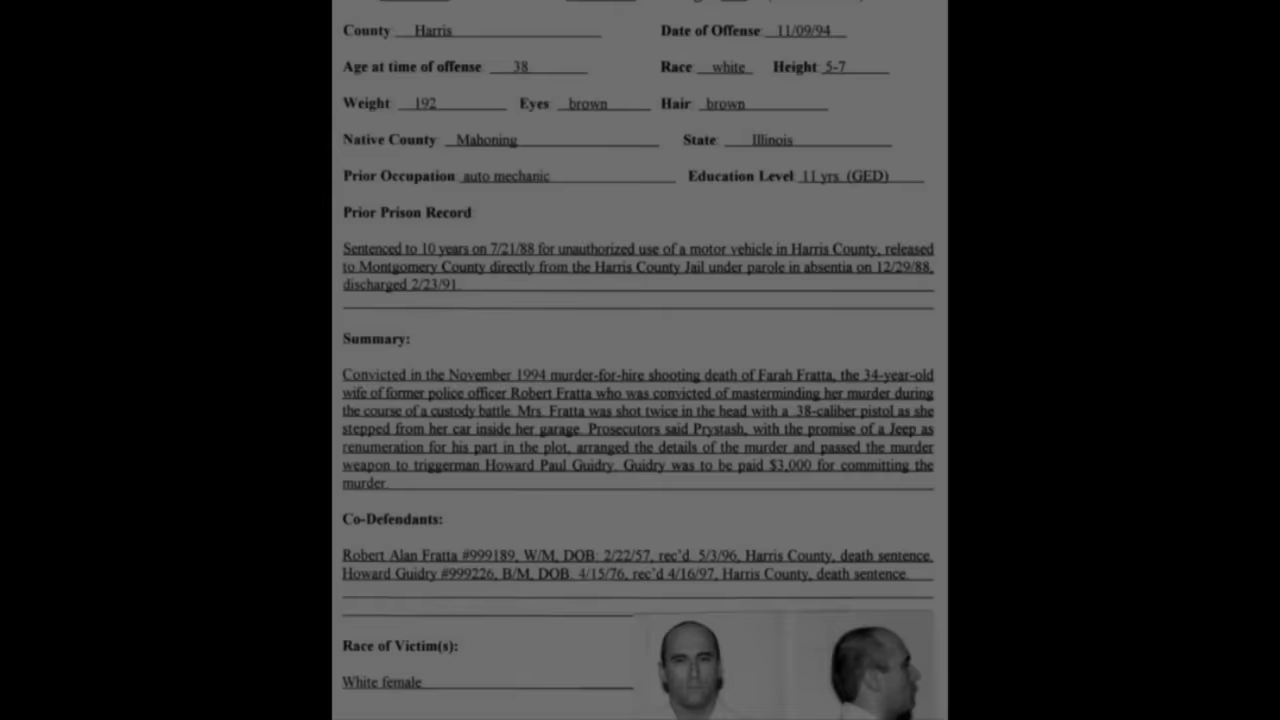 County: Harris Date of Offense: 11/09/94
Age at time of offense: 38 Race: white Height: 5-7
Weight: 192 Eyes: brown Hair: brown
Native County: Mahoning State: Illinois
Prior Occupation: auto mechanic Education Level: 11 yrs. (GED)
Prior Prison Record:
Sentenced to 10 years on 7/21/88 for unauthorized use of a motor vehicle in Harris County, released
to Montgomery County directly from the Harris County Jail under parole in absentia on 12/29/88,
discharged 2/23/91.
Summary:
Convicted in the November 1994 murder-for-hire shooting death of Farah Fratta, the 34-year-old
wife of former police officer Robert Fratta who was convicted of masterminding her murder during
the course of a custody battle. Mrs. Fratta was shot twice in the head with a .38-caliber pistol as she
stepped from her car inside her garage. Prosecutors said Prystash, with the promise of a Jeep as
renumeration for his part in the plot, arranged the details of the murder and passed the murder
weapon to triggerman Howard Paul Guidry. Guidry was to be paid $3,000 for committing the
murder.
Co-Defendants:
Robert Alan Fratta #999189, W/M, DOB: 2/22/57, rec'd. 5/3/96, Harris County, death sentence.
Howard Guidry #999226, B/M, DOB: 4/15/76, rec'd 4/16/97, Harris County, death sentence.
Race of Victim(s):
White female